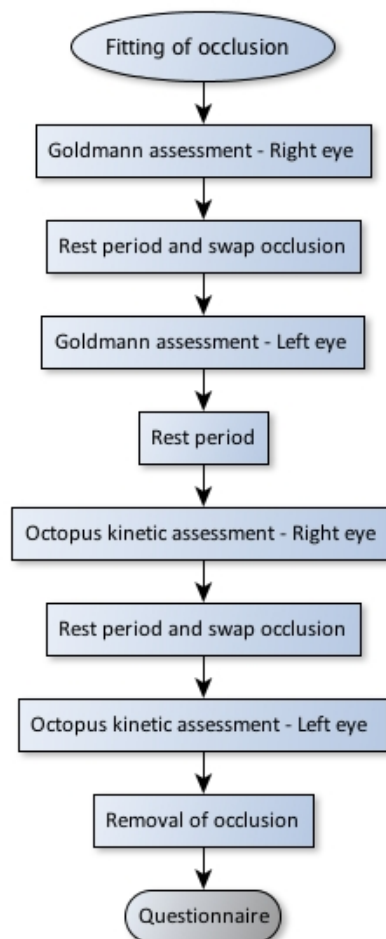 Fitting of occlusion
Goldmann assessment - Right eye
Rest period and swap occlusion
Goldmann assessment - Left eye
Rest period
Octopus kinetic assessment - Right eye
Rest period and swap occlusion
Octopus kinetic assessment - Left eye
Removal of occlusion
Questionnaire